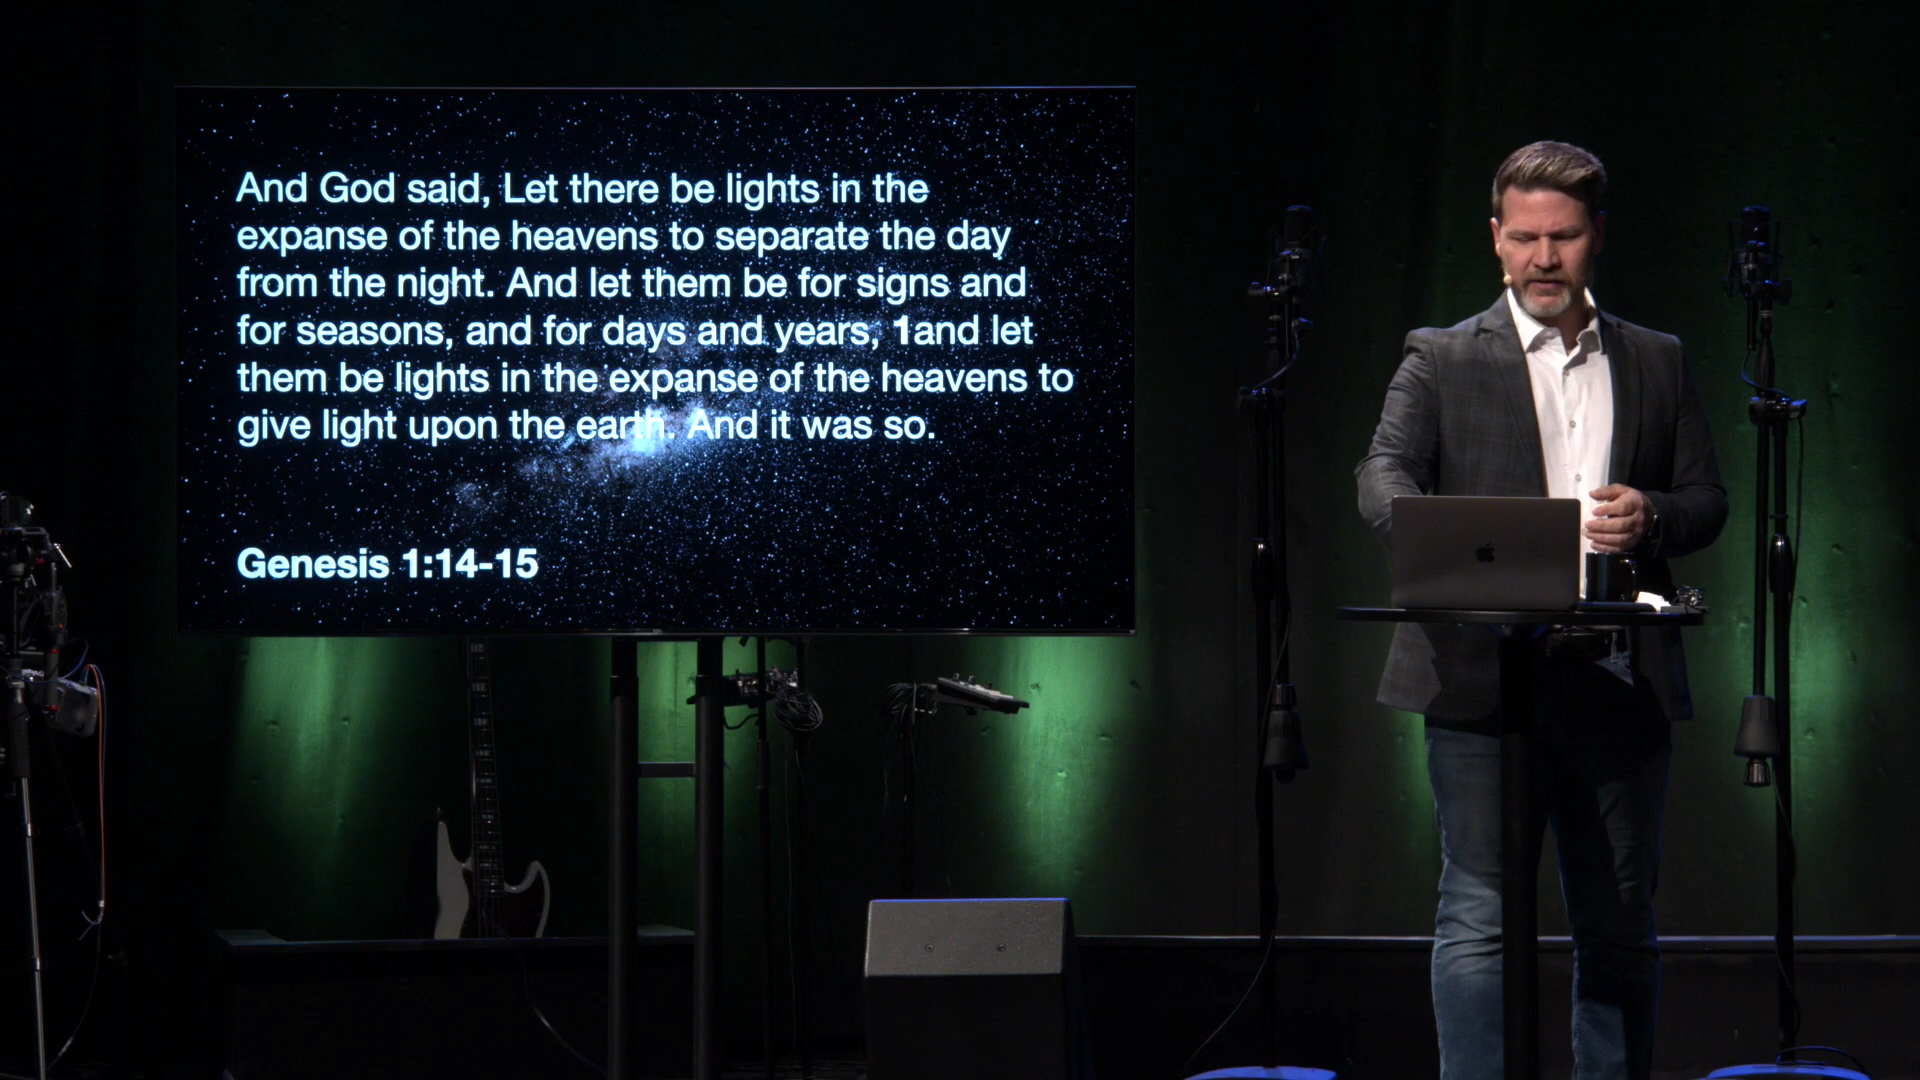 And God said, Let there be lights in the
expanse of the heavens to separate the day
from the night. And let them be for signs and
for seasons, and for days and years, 1and let
them be lights in the expanse of the heavens to
give light upon the earth. And it was so.
Genesis 1:14-15